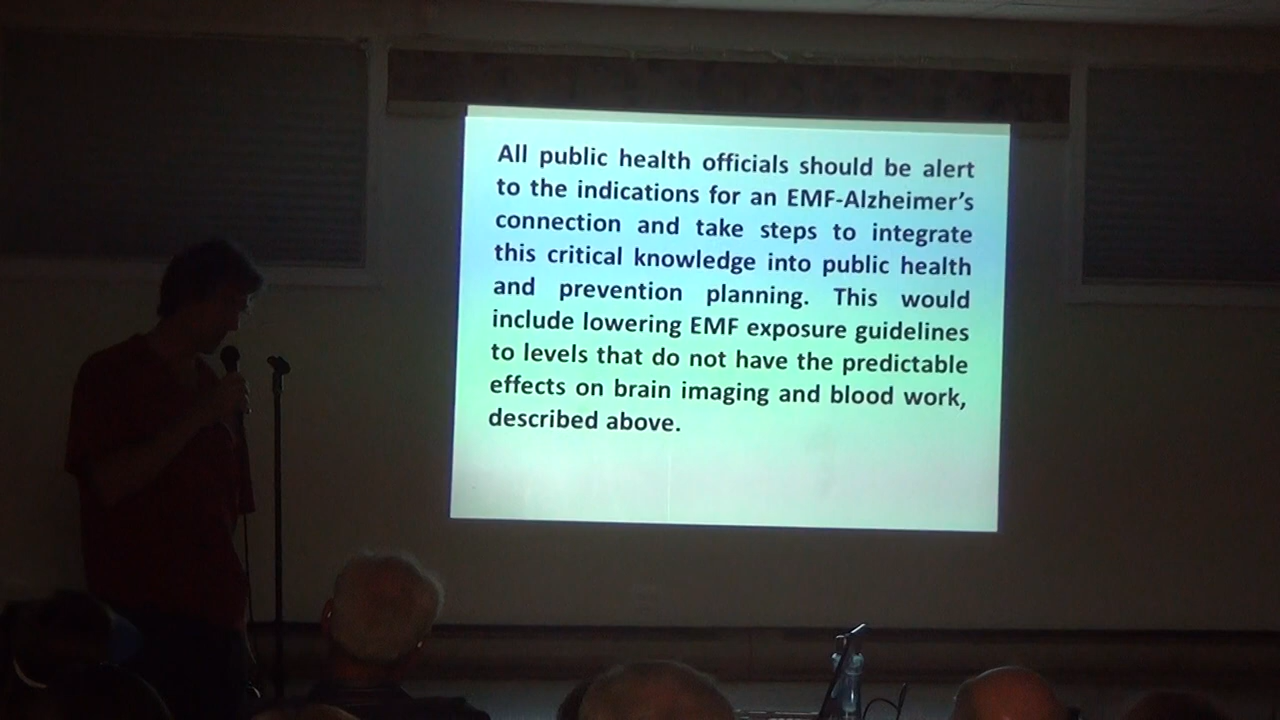 All public health officials should be alert
to the indications for an EMF-Alzheimer's
connection and take steps to integrate
this critical knowledge into public health
and prevention planning. This would
include lowering EMF exposure guidelines
to levels that do not have the predictable
effects on brain imaging and blood work,
described above.